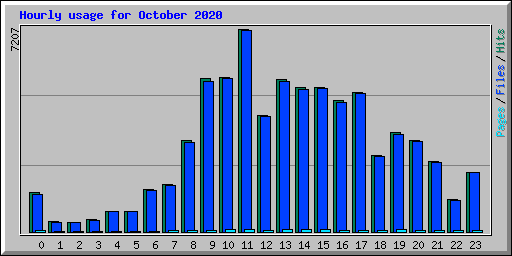 Hourly usage for October 2020
7207
Pages/Files/Hits
0 1 2 3 4 5 6 7 8 9 10 11 12 13 14 15 16 17 18 19 20 21 22 23